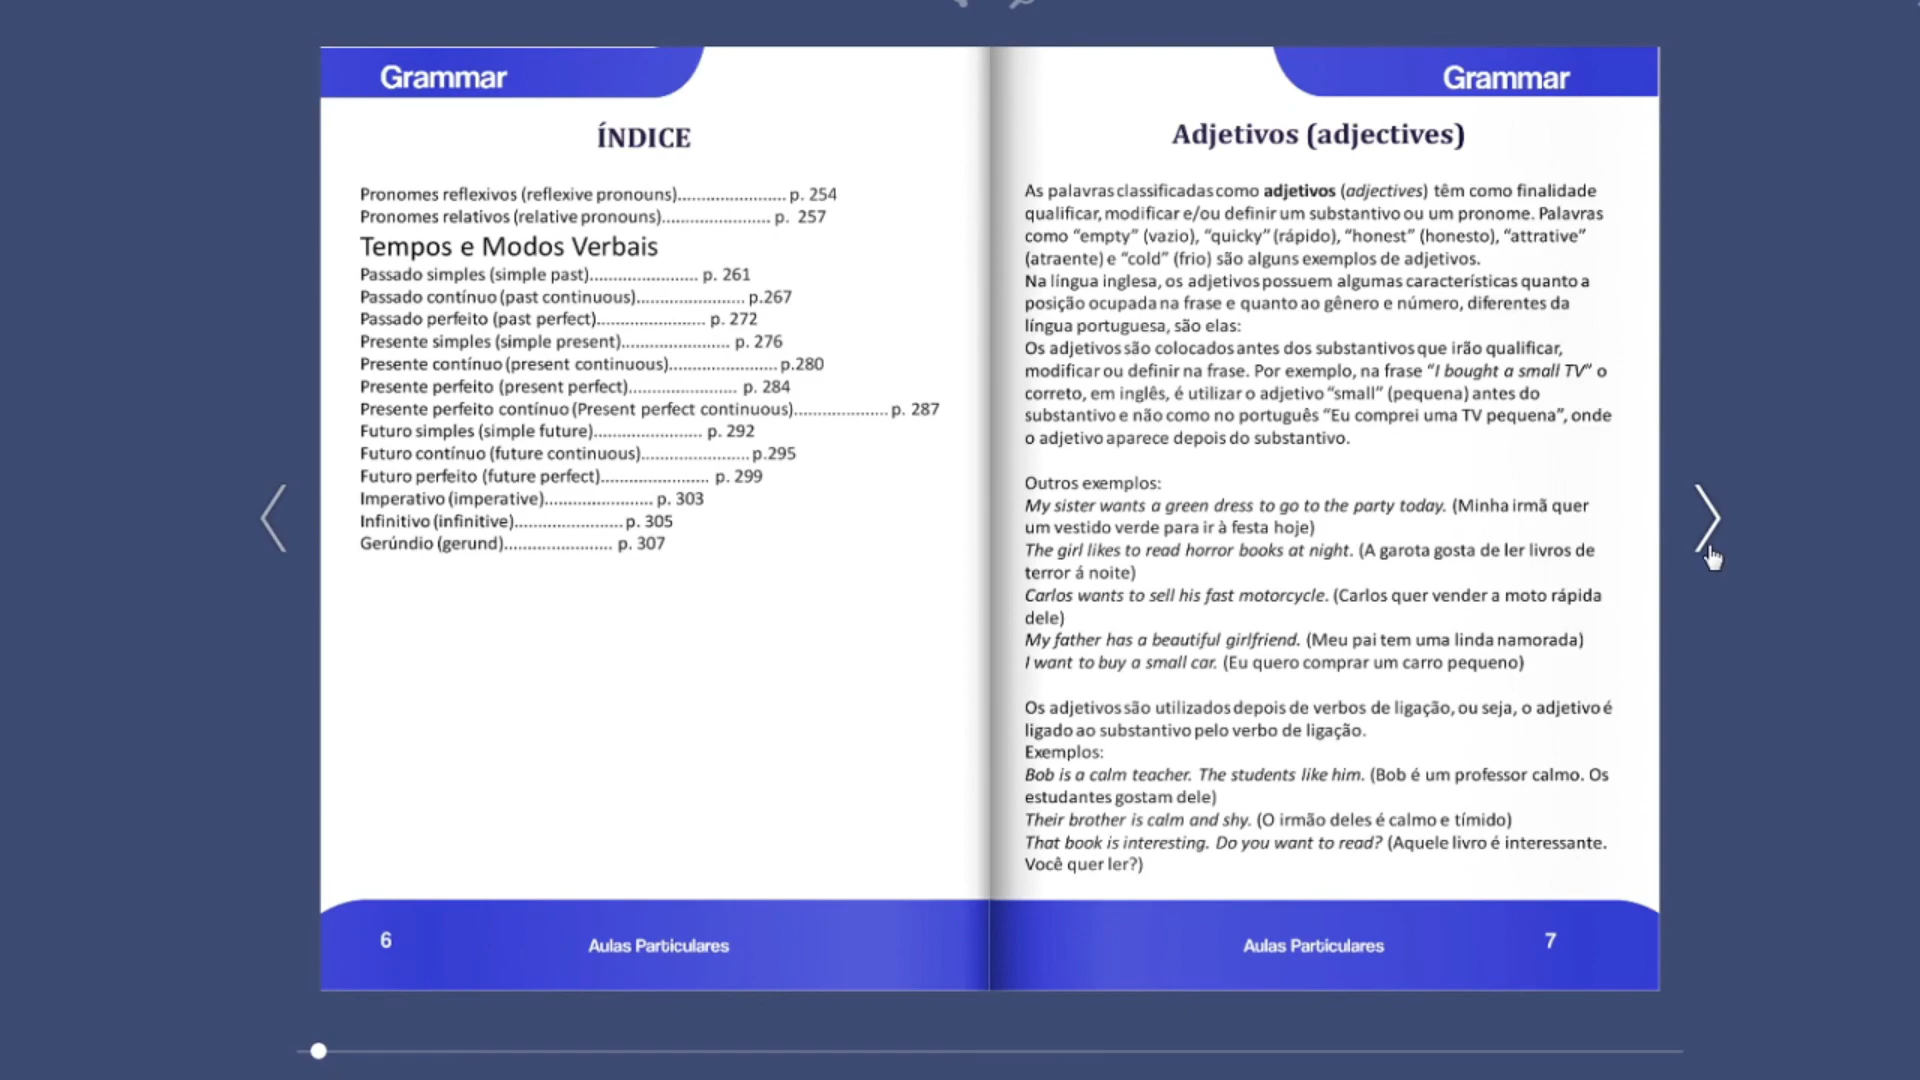 Grammar
ÍNDICE
Pronomes reflexivos (reflexive pronouns)....................... p. 254
Pronomes relativos (relative pronouns)....................... p. 257
Tempos e Modos Verbais
Passado simples (simple past)....................... p. 261
Passado contínuo (past continuous)....................... p.267
Passado perfeito (past perfect)....................... p. 272
Presente simples (simple present)....................... p. 276
Presente contínuo (present continuous)....................... p.280
Presente perfeito (present perfect)....................... p. 284
Presente perfeito contínuo (Present perfect continuous).................... p. 287
Futuro simples (simple future)....................... p. 292
Futuro contínuo (future continuous)....................... p.295
Futuro perfeito (future perfect)....................... p. 299
Imperativo (imperative)....................... p. 303
Infinitivo (infinitive)....................... p. 305
Gerúndio (gerund)....................... p. 307
6
Aulas Particulares
Grammar
Adjetivos (adjectives)
As palavras classificadas como adjetivos (adjectives) têm como finalidade
qualificar, modificar e/ou definir um substantivo ou um pronome. Palavras
como “empty” (vazio), “quicky” (rápido), “honest” (honesto), “attrative”
(atraente) e “cold” (frio) são alguns exemplos de adjetivos.
Na língua inglesa, os adjetivos possuem algumas características quanto a
posição ocupada na frase e quanto ao gênero e número, diferentes da
língua portuguesa, são elas:
Os adjetivos são colocados antes dos substantivos que irão qualificar,
modificar ou definir na frase. Por exemplo, na frase “I bought a small TV” o
correto, em inglês, é utilizar o adjetivo “small” (pequena) antes do
substantivo e não como no português “Eu comprei uma TV pequena”, onde
o adjetivo aparece depois do substantivo.
Outros exemplos:
My sister wants a green dress to go to the party today. (Minha irmã quer
um vestido verde para ir à festa hoje)
The girl likes to read horror books at night. (A garota gosta de ler livros de
terror á noite)
Carlos wants to sell his fast motorcycle. (Carlos quer vender a moto rápida
dele)
My father has a beautiful girlfriend. (Meu pai tem uma linda namorada)
I want to buy a small car. (Eu quero comprar um carro pequeno)
Os adjetivos são utilizados depois de verbos de ligação, ou seja, o adjetivo é
ligado ao substantivo pelo verbo de ligação.
Exemplos:
Bob is a calm teacher. The students like him. (Bob é um professor calmo. Os
estudantes gostam dele)
Their brother is calm and shy. (O irmão deles é calmo e tímido)
That book is interesting. Do you want to read? (Aquele livro é interessante.
Você quer ler?)
Aulas Particulares
7